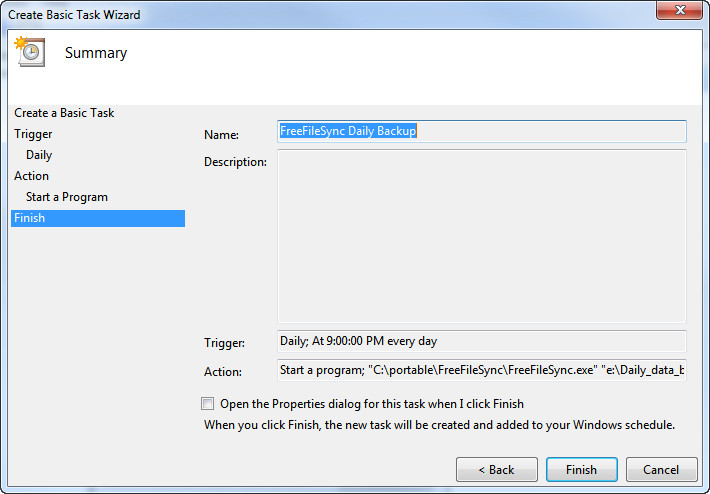 Create Basic Task Wizard
Summary
Create a Basic Task
Trigger
Daily
Action
Start a Program
Finish
Name: FreeFileSync Daily Backup
Description:
Trigger: Daily; At 9:00:00 PM every day
Action: Start a program; "C:\portable\FreeFileSync\FreeFileSync.exe" "e:\Daily_data_b
Open the Properties dialog for this task when I click Finish
When you click Finish, the new task will be created and added to your Windows schedule.
< Back Finish Cancel